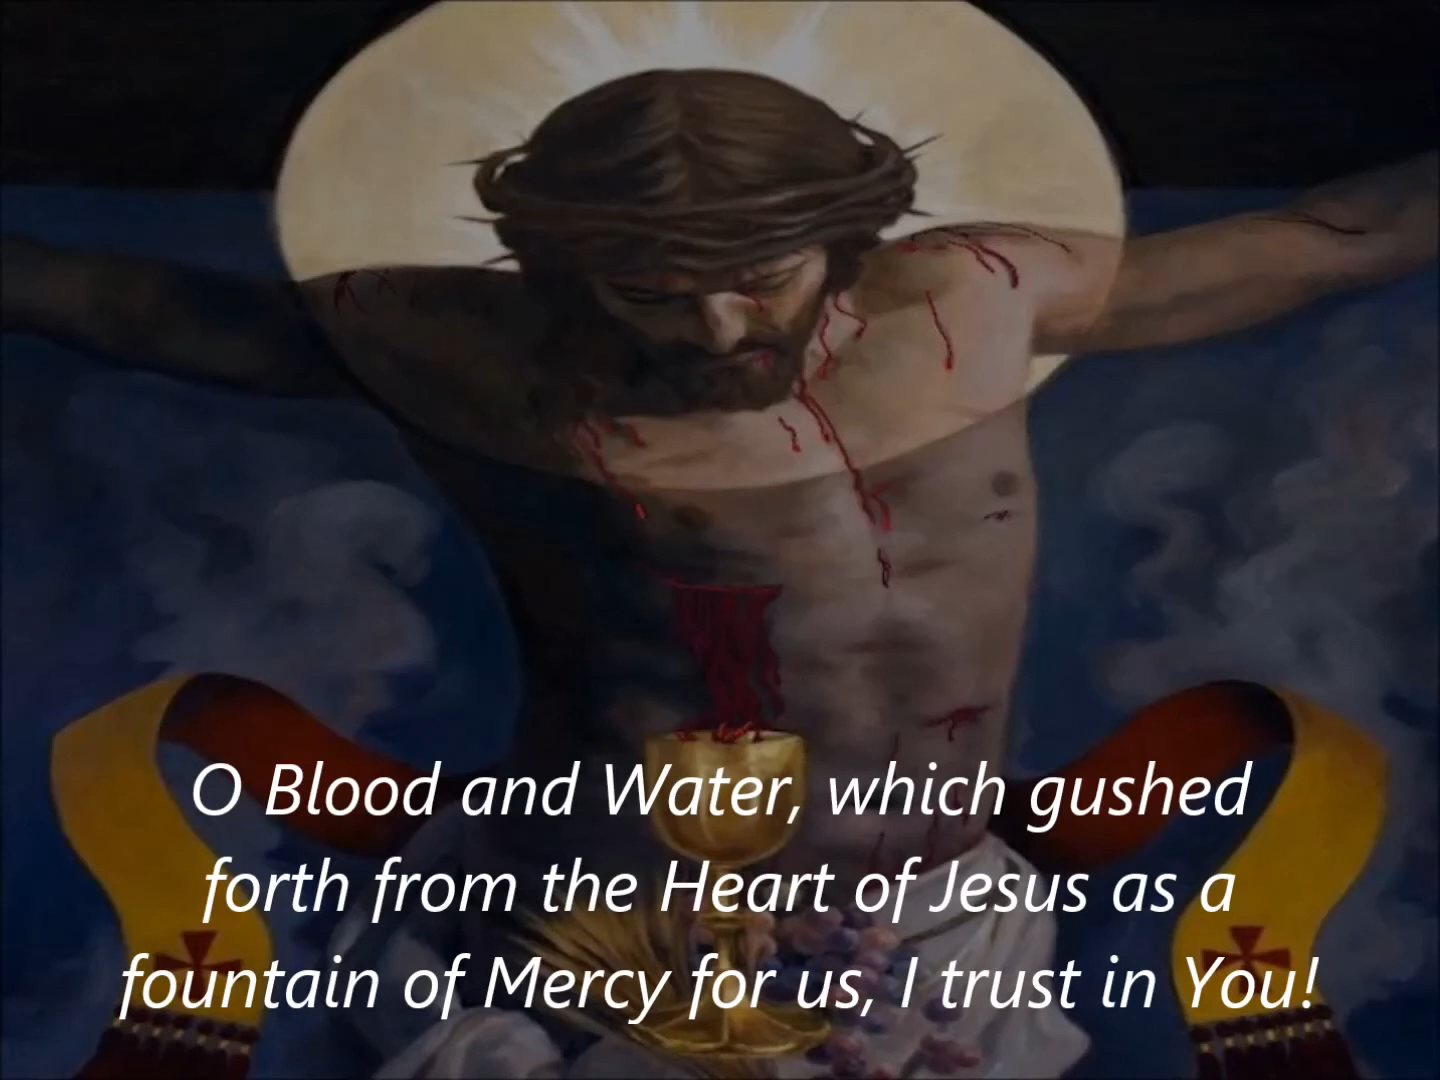 O Blood and Water, which gushed
forth from the Heart of Jesus as a
fountain of Mercy for us, I trust in You!